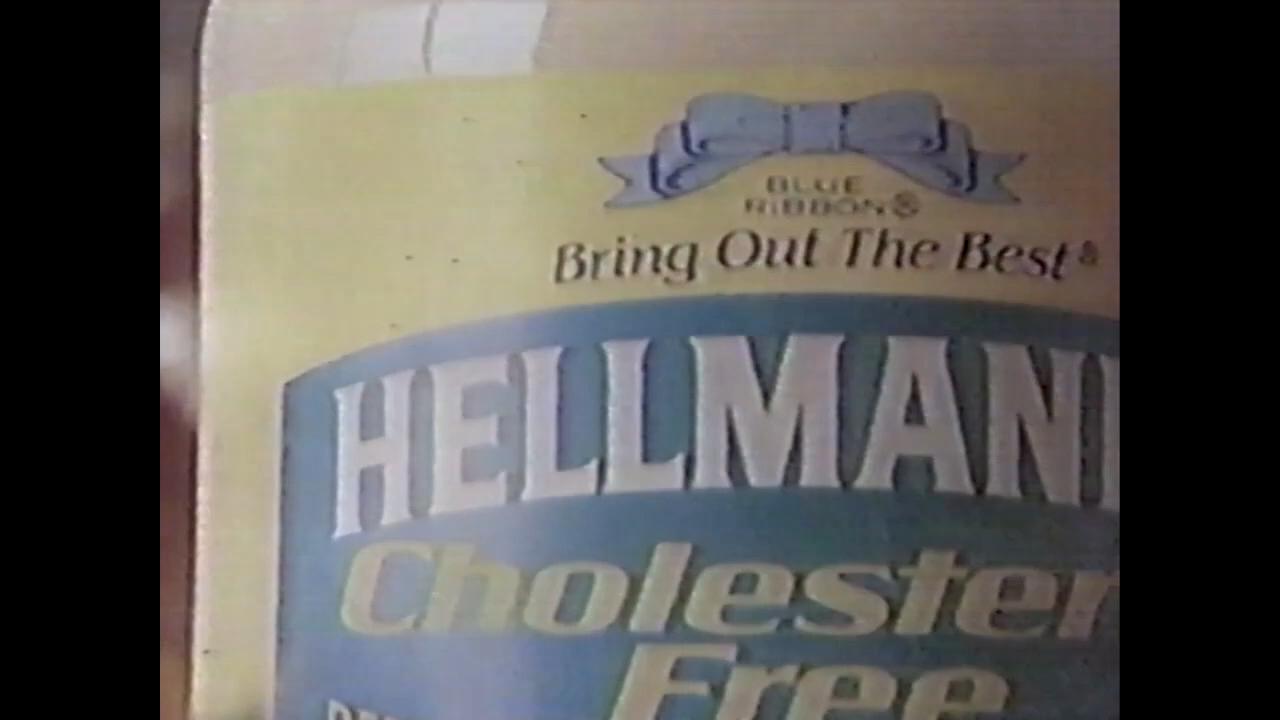 BLUE
RIBBON®
Bring Out The Best®
HELLMAN
Cholester
Free